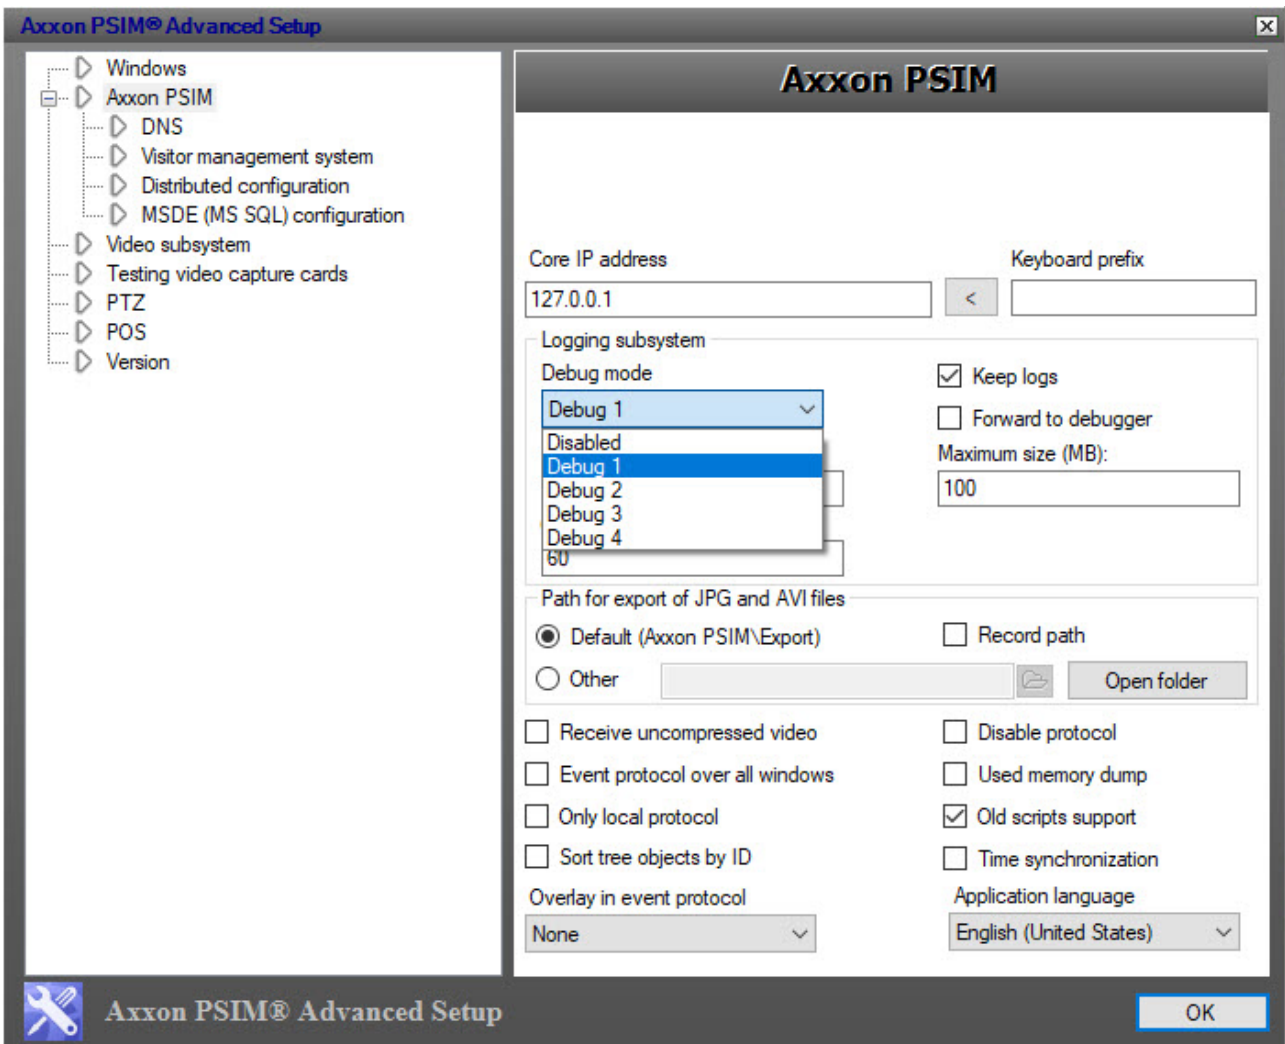 Axxon PSIM® Advanced Setup
Windows
Axxon PSIM
DNS
Visitor management system
Distributed configuration
MSDE (MS SQL) configuration
Video subsystem
Testing video capture cards
PTZ
POS
Version
Axxon PSIM
Core IP address
Keyboard prefix
127.0.0.1
<
Logging subsystem
Debug mode
Keep logs
Debug 1
Forward to debugger
Disabled
Debug 1
Debug 2
Debug 3
Debug 4
Maximum size (MB):
100
60
Path for export of JPG and AVI files
Default (Axxon PSIM\Export)
Record path
Other
Open folder
Receive uncompressed video
Disable protocol
Event protocol over all windows
Used memory dump
Only local protocol
Old scripts support
Sort tree objects by ID
Time synchronization
Overlay in event protocol
Application language
None
English (United States)
Axxon PSIM® Advanced Setup
OK